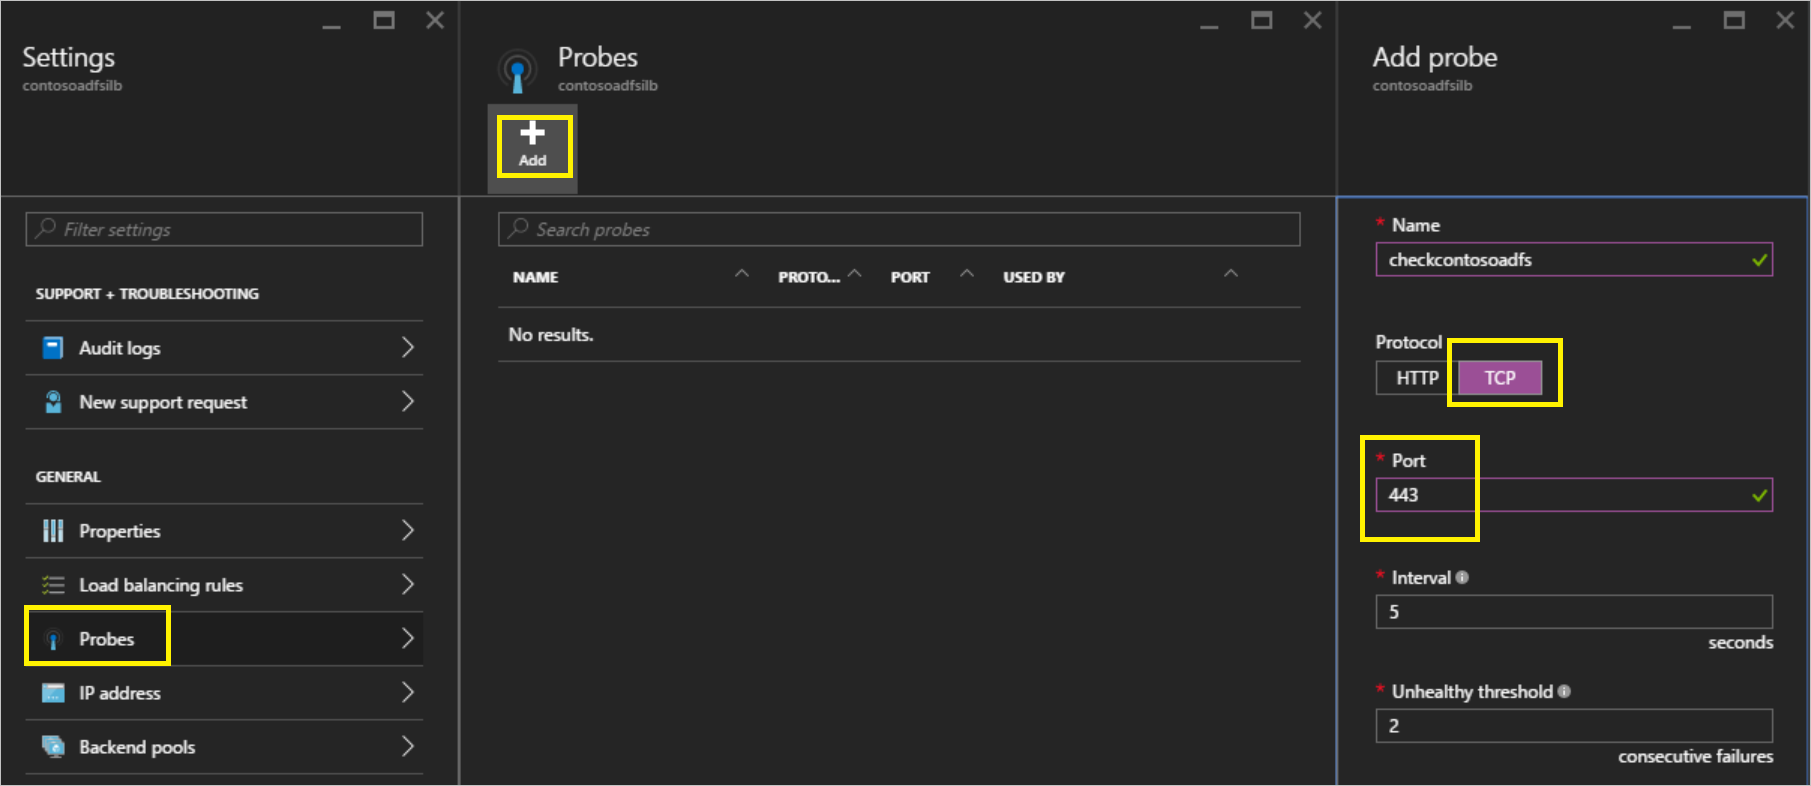 Settings
contosoadfsilb
Filter settings
SUPPORT + TROUBLESHOOTING
Audit logs
New support request
GENERAL
Properties
Load balancing rules
Probes
IP address
Backend pools
Probes
contosoadfsilb
Add
Search probes
NAME PROTO... PORT USED BY
No results.
Add probe
contosoadfsilb
* Name
checkcontosoadfs
Protocol
HTTP TCP
* Port
443
* Interval
5
seconds
* Unhealthy threshold
2
consecutive failures